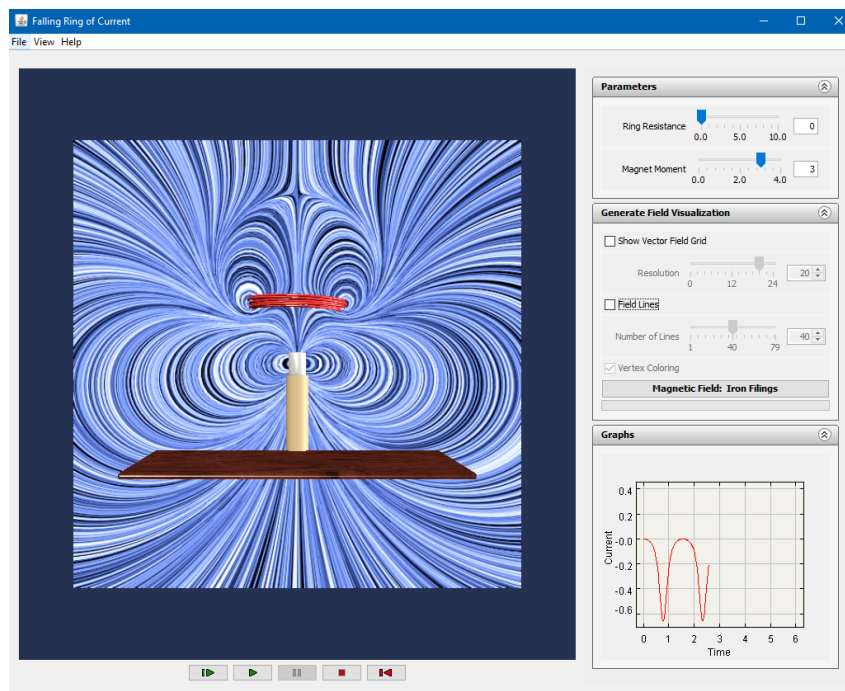 Falling Ring of Current
File View Help
Parameters
Ring Resistance
0
0.0 5.0 10.0
Magnet Moment
3
0.0 2.0 4.0
Generate Field Visualization
Show Vector Field Grid
Resolution
20
0 12 24
Field Lines
Number of Lines
40
1 40 79
Vertex Coloring
Magnetic Field: Iron Filings
Graphs
0.4
0.2
-0.0
-0.2
-0.4
-0.6
Current
0 1 2 3 4 5 6
Time